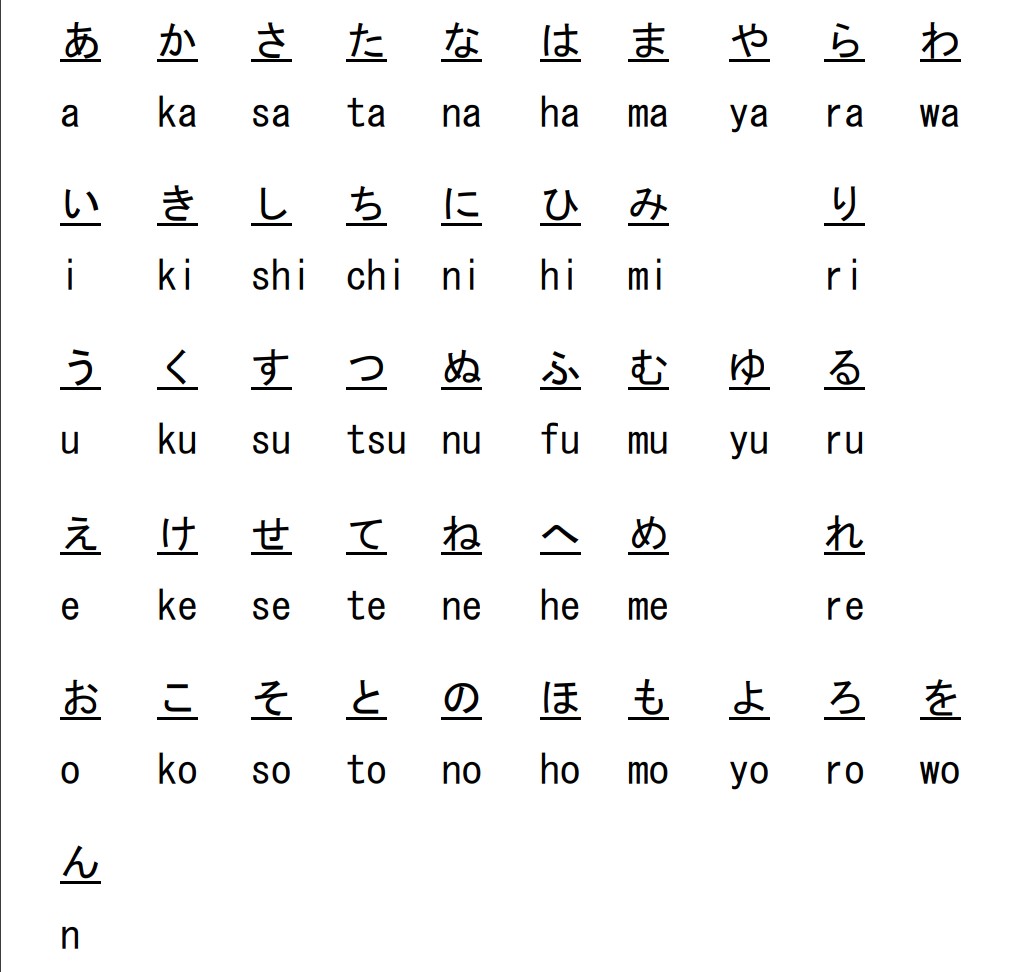 あ か さ た な は ま や ら わ
a ka sa ta na ha ma ya ra wa
い き し ち に ひ み り
i ki shi chi ni hi mi ri
う く す つ ぬ ふ む ゆ る
u ku su tsu nu fu mu yu ru
え け せ て ね へ め れ
e ke se te ne he me re
お こ そ と の ほ も よ ろ を
o ko so to no ho mo yo ro wo
ん
n